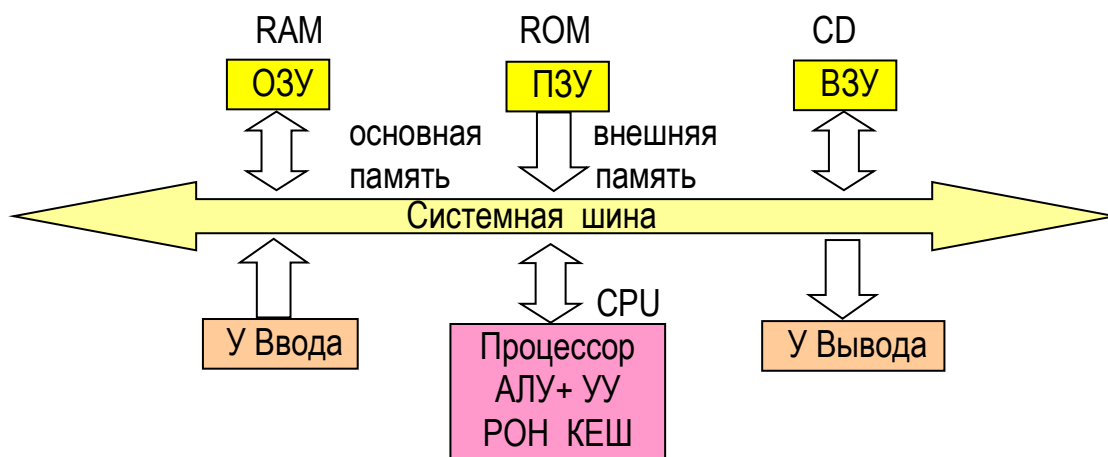 RAM ROM CD
ОЗУ ПЗУ ВЗУ
основная память
внешняя память
Системная шина
CPU
У Ввода
Процессор
АЛУ+ УУ
РОН КЕШ
У Вывода